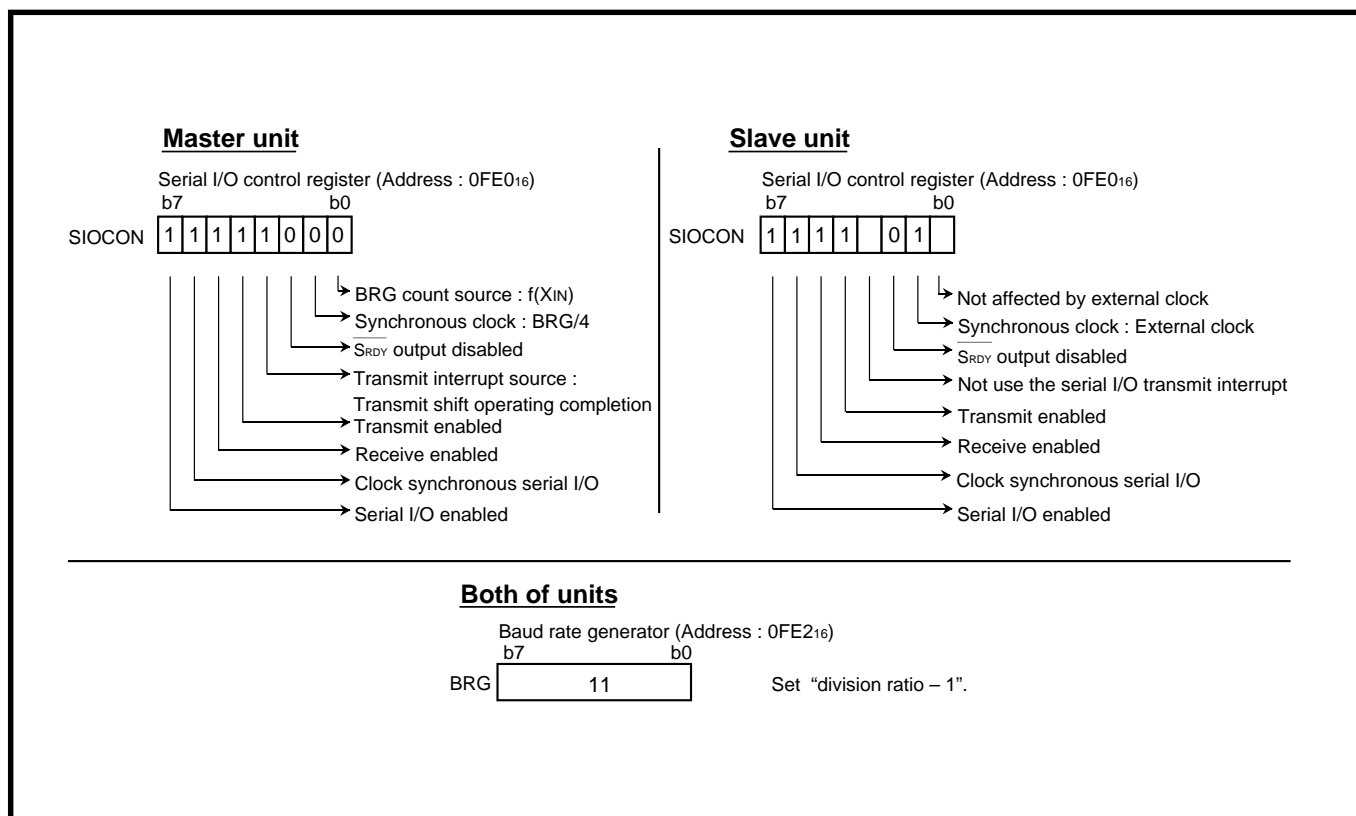 Master unit
Serial I/O control register (Address : 0FE016)
b7 b0
SIOCON 1 1 1 1 1 0 0 0
BRG count source : f(XIN)
Synchronous clock : BRG/4
SRDY output disabled
Transmit interrupt source :
Transmit shift operating completion
Transmit enabled
Receive enabled
Clock synchronous serial I/O
Serial I/O enabled
Slave unit
Serial I/O control register (Address : 0FE016)
b7 b0
SIOCON 1 1 1 1 0 1
Not affected by external clock
Synchronous clock : External clock
SRDY output disabled
Not use the serial I/O transmit interrupt
Transmit enabled
Receive enabled
Clock synchronous serial I/O
Serial I/O enabled
Both of units
Baud rate generator (Address : 0FE216)
b7 b0
BRG 11 Set “division ratio – 1”.